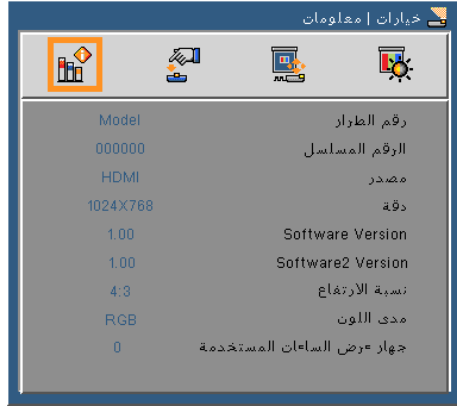 خيارات | معلومات
رقم الطراز Model
الرقم المسلسل 000000
مصدر HDMI
دقة 1024X768
Software Version 1.00
Software2 Version 1.00
نسبة الارتفاع 4:3
مدى اللون RGB
جهاز عرض الساعات المستخدمة 0